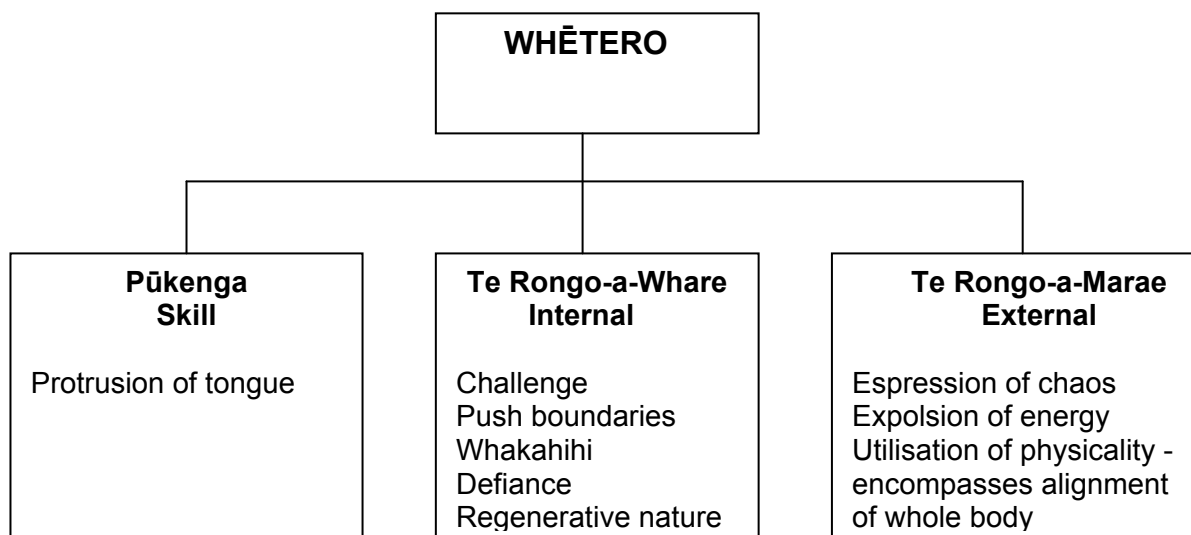 WHĒTERO
Pūkenga
Skill
Protrusion of tongue
Te Rongo-a-Whare
Internal
Challenge
Push boundaries
Whakahihi
Defiance
Regenerative nature
Te Rongo-a-Marae
External
Espression of chaos
Expolsion of energy
Utilisation of physicality -
encompasses alignment
of whole body